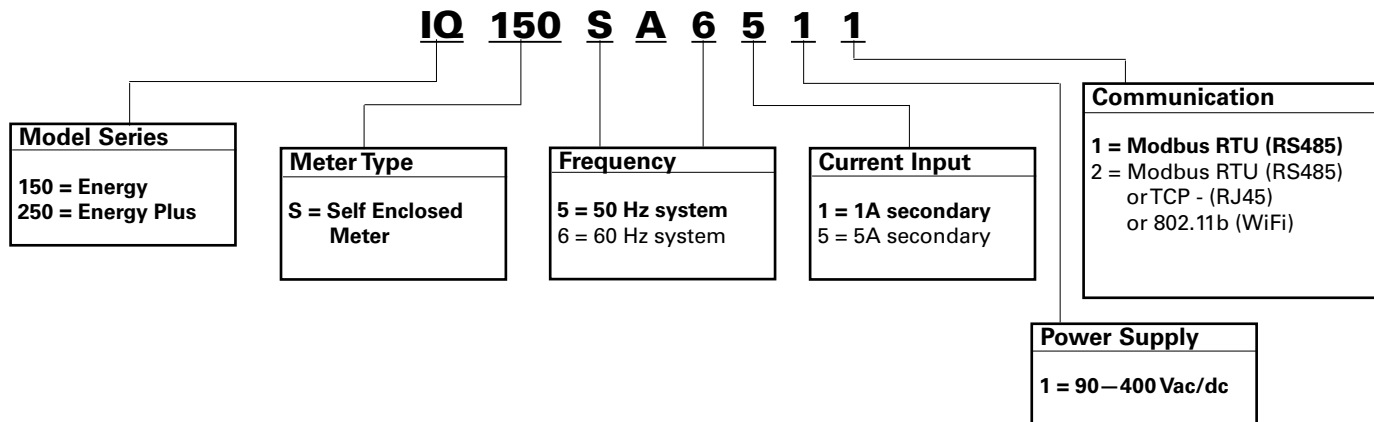 IQ 150 S A 6 5 1 1
Model Series
150 = Energy
250 = Energy Plus
Meter Type
S = Self Enclosed
Meter
Frequency
5 = 50 Hz system
6 = 60 Hz system
Current Input
1 = 1A secondary
5 = 5A secondary
Communication
1 = Modbus RTU (RS485)
2 = Modbus RTU (RS485)
or TCP - (RJ45)
or 802.11b (WiFi)
Power Supply
1 = 90—400 Vac/dc